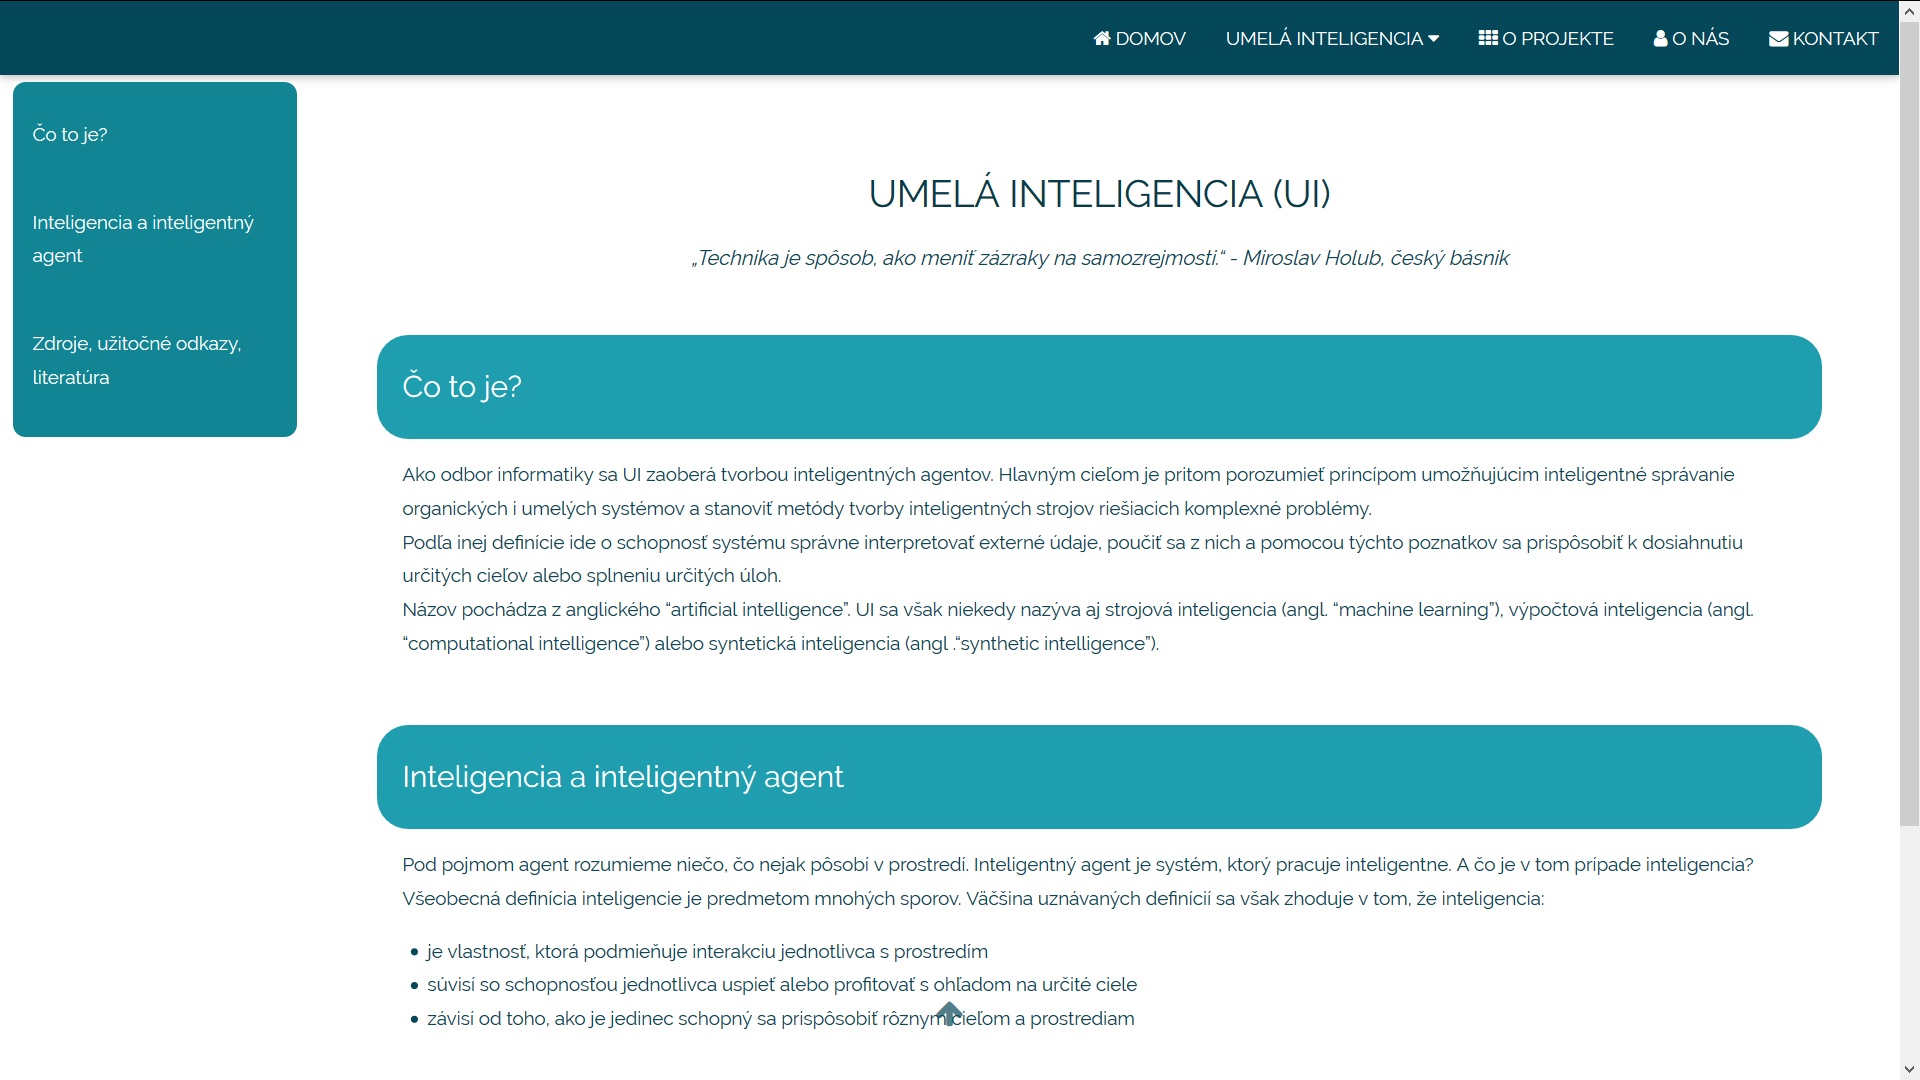 DOMOV UMELÁ INTELIGENCIA O PROJEKTE O NÁS KONTAKT
Čo to je?
Inteligencia a inteligentný
agent
Zdroje, užitočné odkazy,
literatúra
UMELÁ INTELIGENCIA (UI)
„Technika je spôsob, ako meniť zázraky na samozrejmosti.“ - Miroslav Holub, český básnik
Čo to je?
Ako odbor informatiky sa UI zaoberá tvorbou inteligentných agentov. Hlavným cieľom je pritom porozumieť princípom umožňujúcim inteligentné správanie
organických i umelých systémov a stanoviť metódy tvorby inteligentných strojov riešiacich komplexné problémy.
Podľa inej definície ide o schopnosť systému správne interpretovať externé údaje, poučiť sa z nich a pomocou týchto poznatkov sa prispôsobiť k dosiahnutiu
určitých cieľov alebo splneniu určitých úloh.
Názov pochádza z anglického “artificial intelligence”. UI sa však niekedy nazýva aj strojová inteligencia (angl. “machine learning”), výpočtová inteligencia (angl.
“computational intelligence”) alebo syntetická inteligencia (angl .“synthetic intelligence”).
Inteligencia a inteligentný agent
Pod pojmom agent rozumieme niečo, čo nejak pôsobí v prostredí. Inteligentný agent je systém, ktorý pracuje inteligentne. A čo je v tom prípade inteligencia?
Všeobecná definícia inteligencie je predmetom mnohých sporov. Väčšina uznávaných definícií sa však zhoduje v tom, že inteligencia:
• je vlastnosť, ktorá podmieňuje interakciu jednotlivca s prostredím
• súvisí so schopnosťou jednotlivca uspieť alebo profitovať s ohľadom na určité ciele
• závisí od toho, ako je jedinec schopný sa prispôsobiť rôznym cieľom a prostrediam